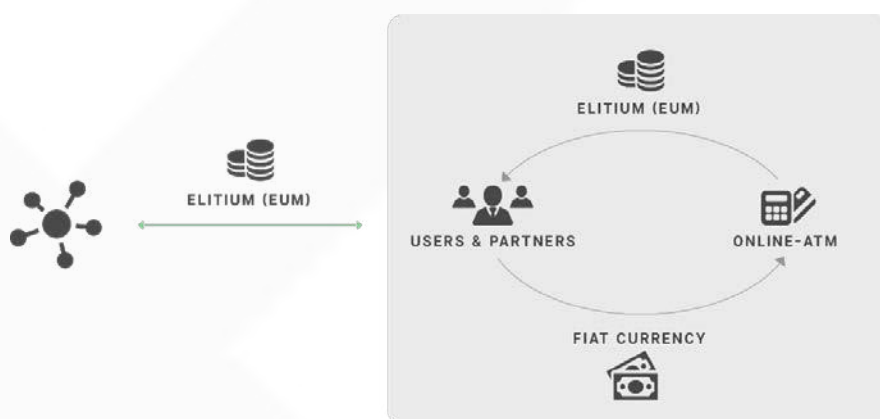 ELITIUM (EUM)
ELITIUM (EUM)
USERS & PARTNERS
ONLINE-ATM
FIAT CURRENCY